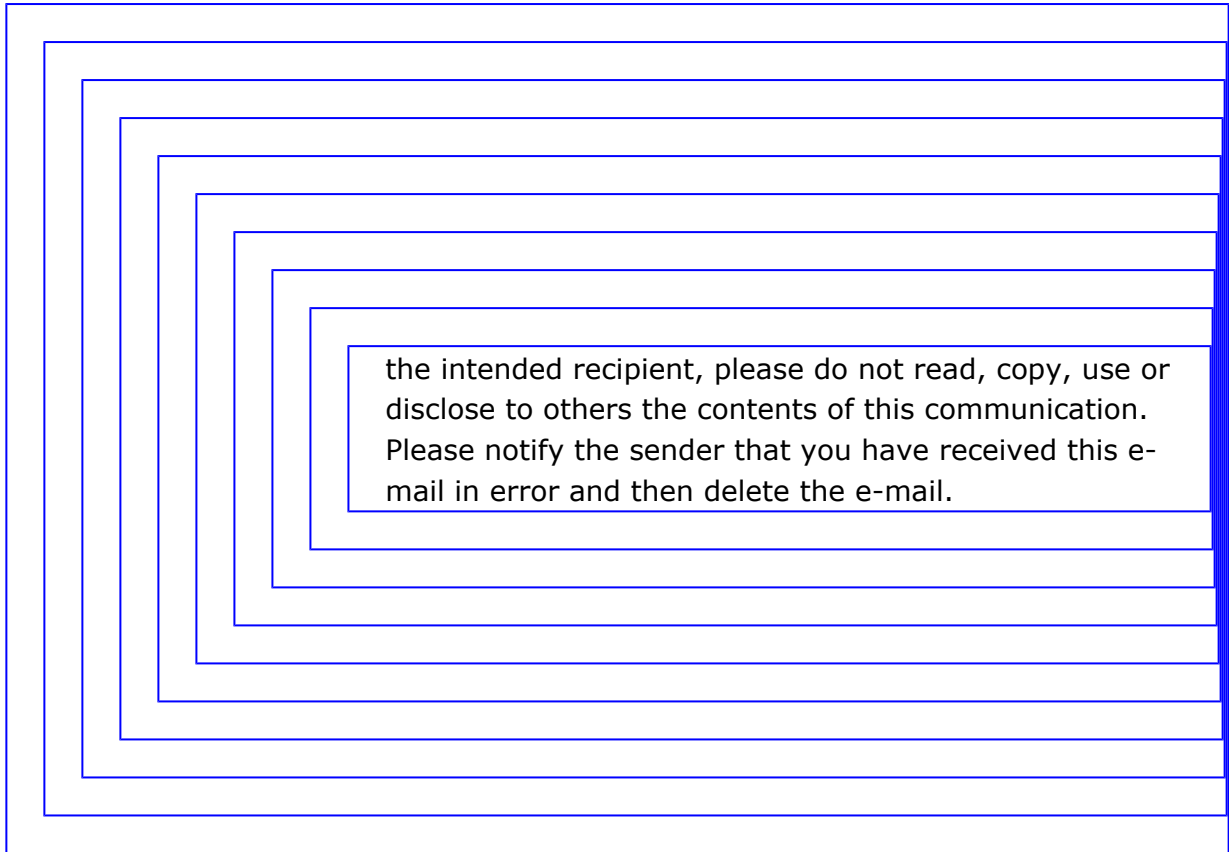 the intended recipient, please do not read, copy, use or
disclose to others the contents of this communication.
Please notify the sender that you have received this e-
mail in error and then delete the e-mail.